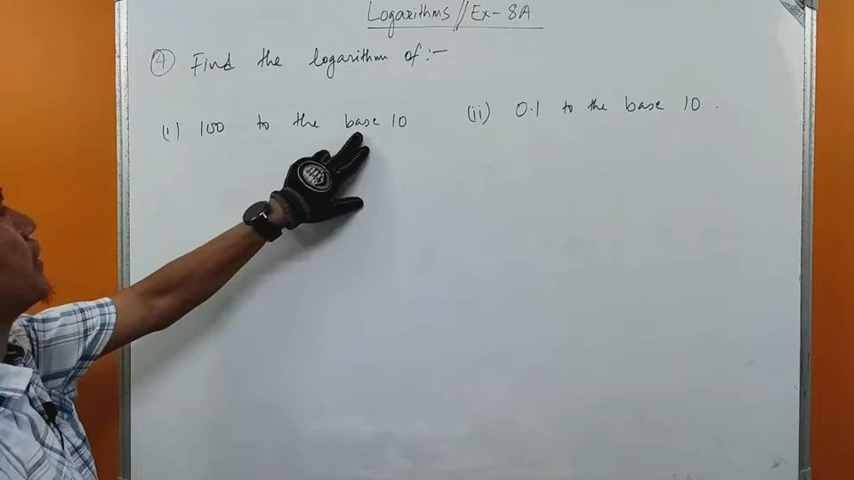 Logarithms // Ex-8A
(4) Find the logarithm of :-
(i) 100 to the base 10 (ii) 0.1 to the base 10.